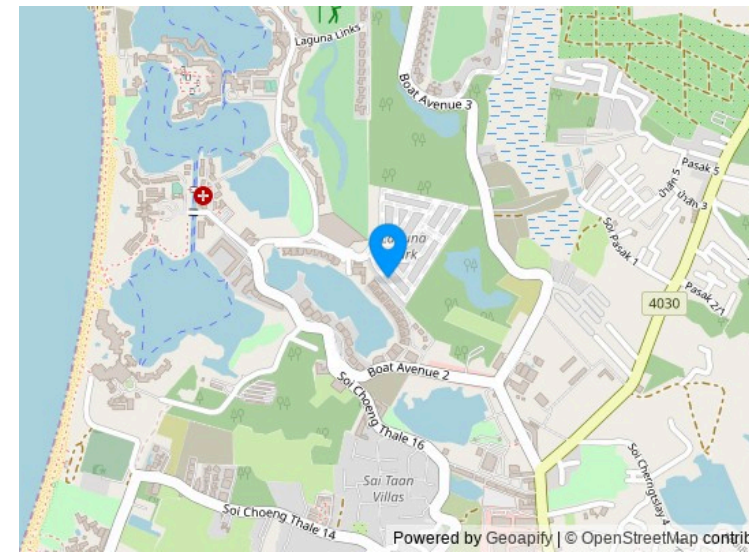 Laguna Links
Boat Avenue 3
Pasak 5
ป่าสัก 5
ป่าสัก 3
Soi Pasak 1
Pasak 2/1
4030
Boat Avenue 2
Soi Choeng Thale 16
Sai Taan
Villas
Soi Cherngtslay 4
Soi Choeng Thale 14
Powered by Geoapify | © OpenStreetMap contrib